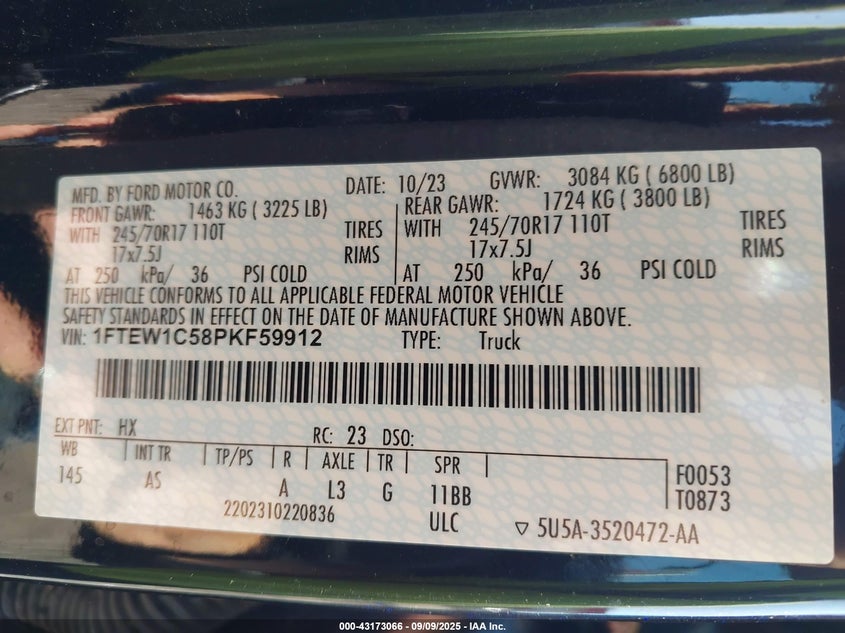 MFD. BY FORD MOTOR CO. DATE: 10/23 GVWR: 3084 KG ( 6800 LB)
FRONT GAWR: 1463 KG ( 3225 LB) REAR GAWR: 1724 KG ( 3800 LB)
WITH 245/70R17 110T TIRES WITH 245/70R17 110T TIRES
17x7.5J RIMS 17x7.5J RIMS
AT 250 kPa/ 36 PSI COLD AT 250 kPa/ 36 PSI COLD
THIS VEHICLE CONFORMS TO ALL APPLICABLE FEDERAL MOTOR VEHICLE
SAFETY STANDARDS IN EFFECT ON THE DATE OF MANUFACTURE SHOWN ABOVE.
VIN: 1FTEW1C58PKF59912 TYPE: Truck
EXT PNT: HX RC: 23 DSO:
WB INT TR TP/PS R AXLE TR SPR
145 AS A L3 G 11BB F0053
2202310220836 ULC T0873
▽ 5U5A-3520472-AA
000-43173066 - 09/09/2025 - IAA Inc.